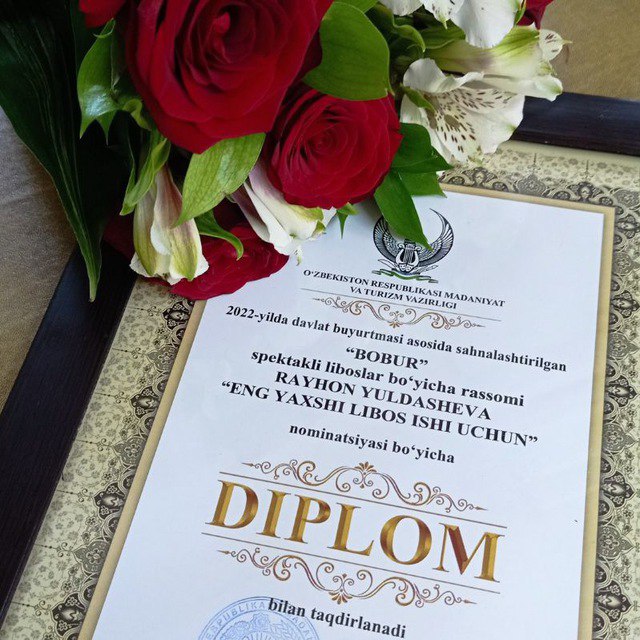 O‘ZBEKISTON RESPUBLIKASI MADANIYAT
VA TURIZM VAZIRLIGI
2022-yilda davlat buyurtmasi asosida sahnalashtirilgan
“BOBUR”
spektakli liboslar bo‘yicha rassomi
RAYHON YULDASHEVA
“ENG YAXSHI LIBOS ISHI UCHUN”
nominatsiyasi bo‘yicha
DIPLOM
bilan taqdirlanadi